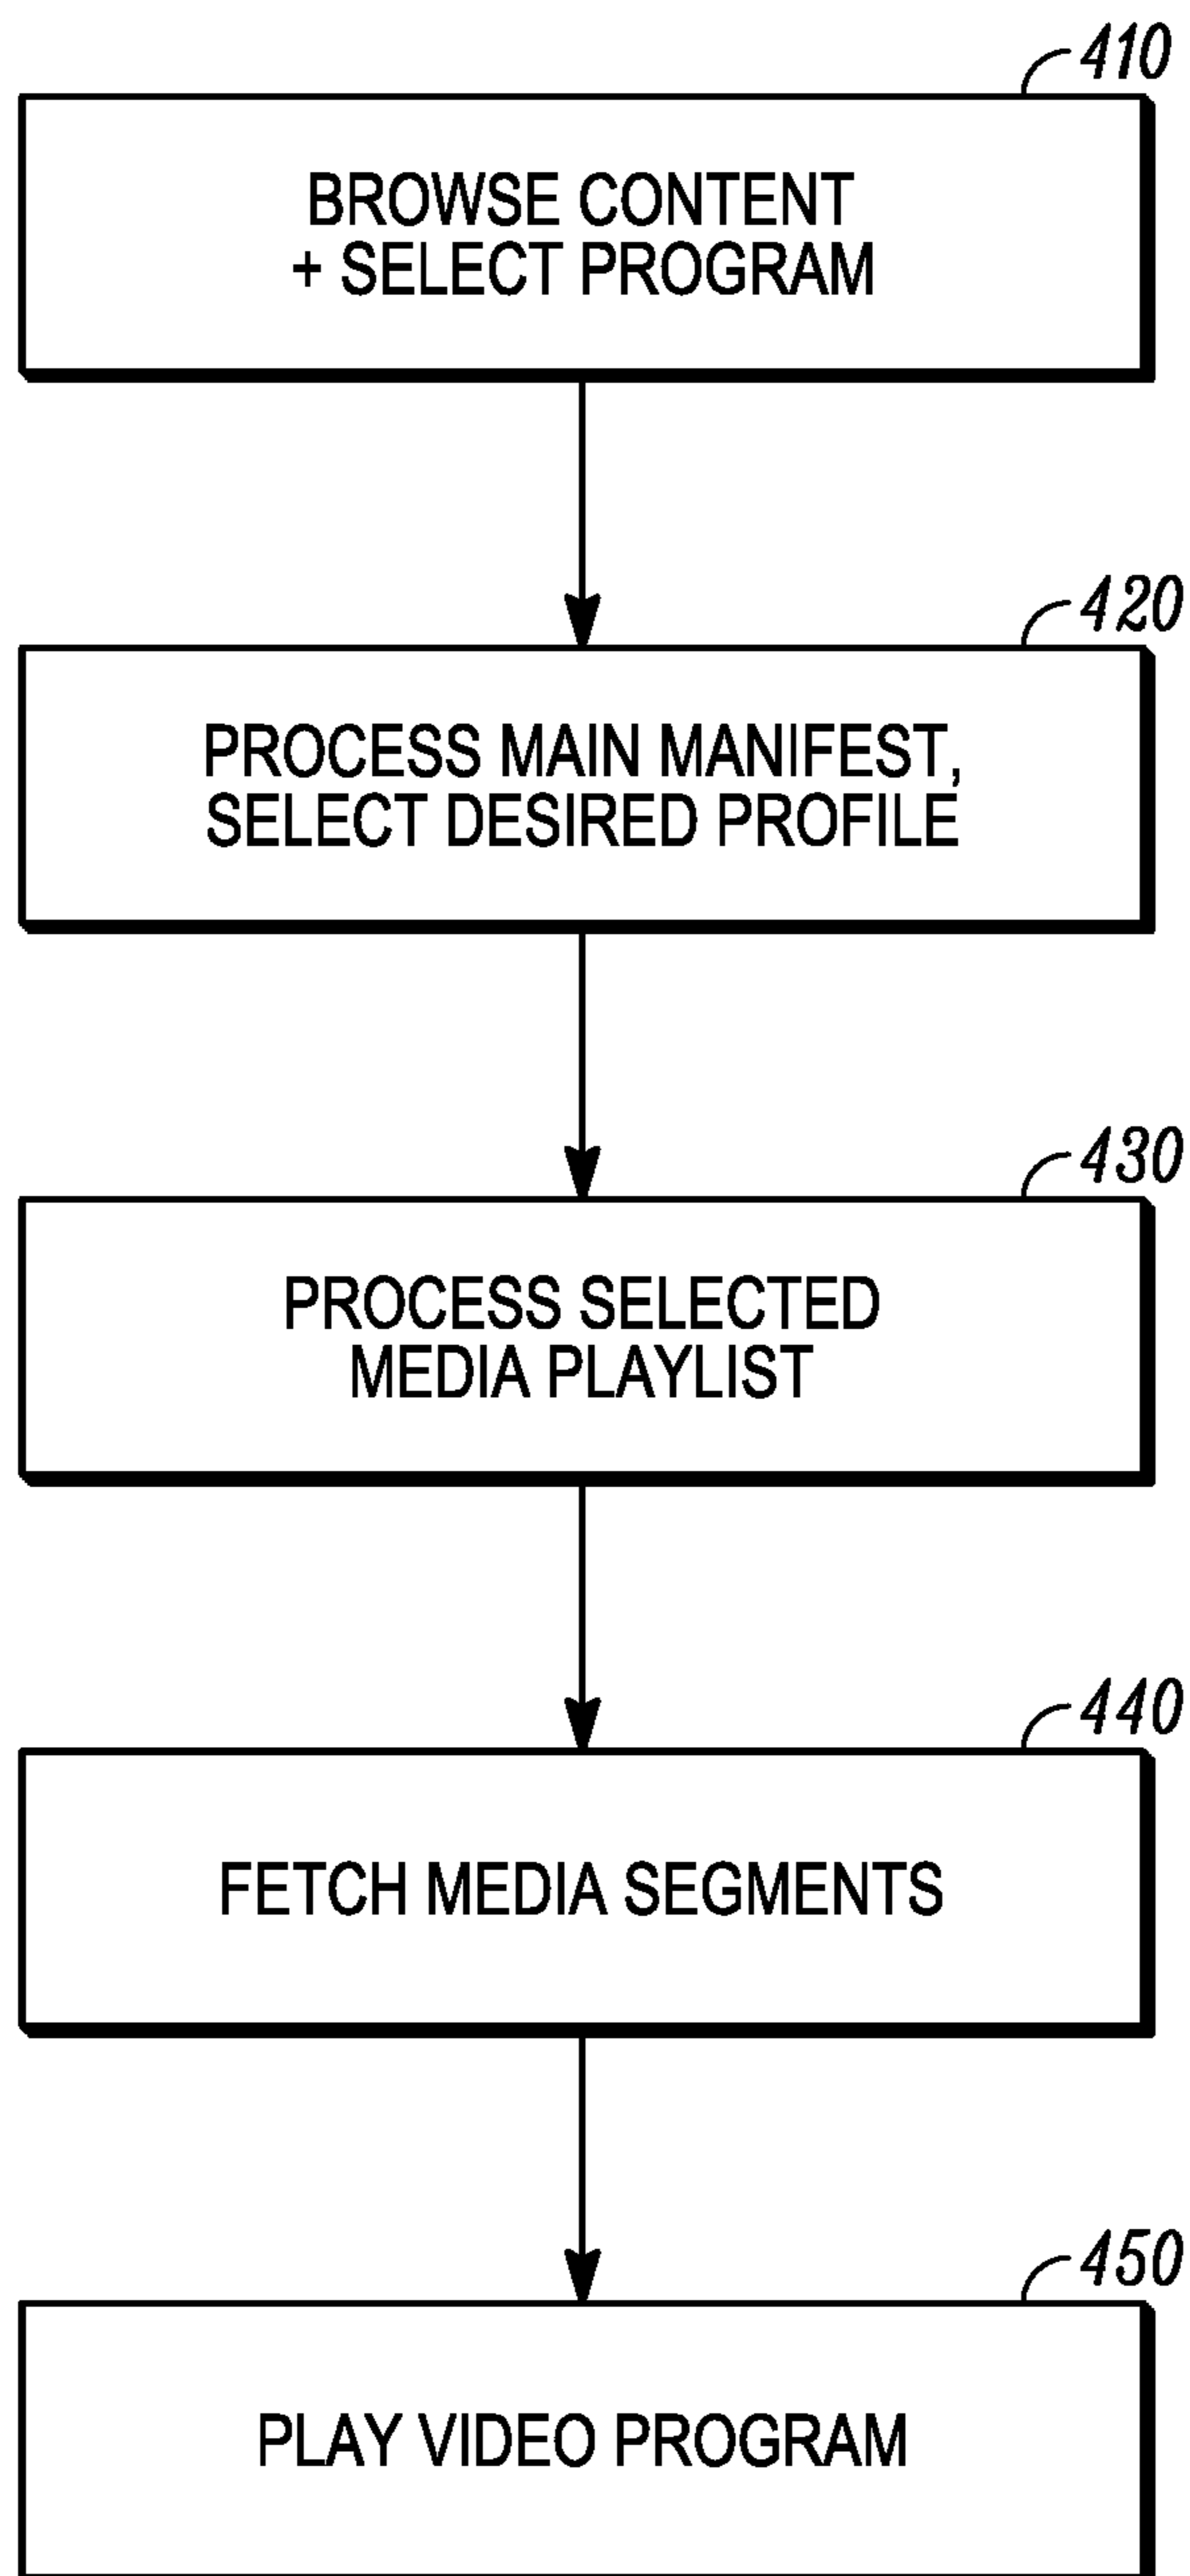 410
BROWSE CONTENT
+ SELECT PROGRAM
420
PROCESS MAIN MANIFEST,
SELECT DESIRED PROFILE
430
PROCESS SELECTED
MEDIA PLAYLIST
440
FETCH MEDIA SEGMENTS
450
PLAY VIDEO PROGRAM